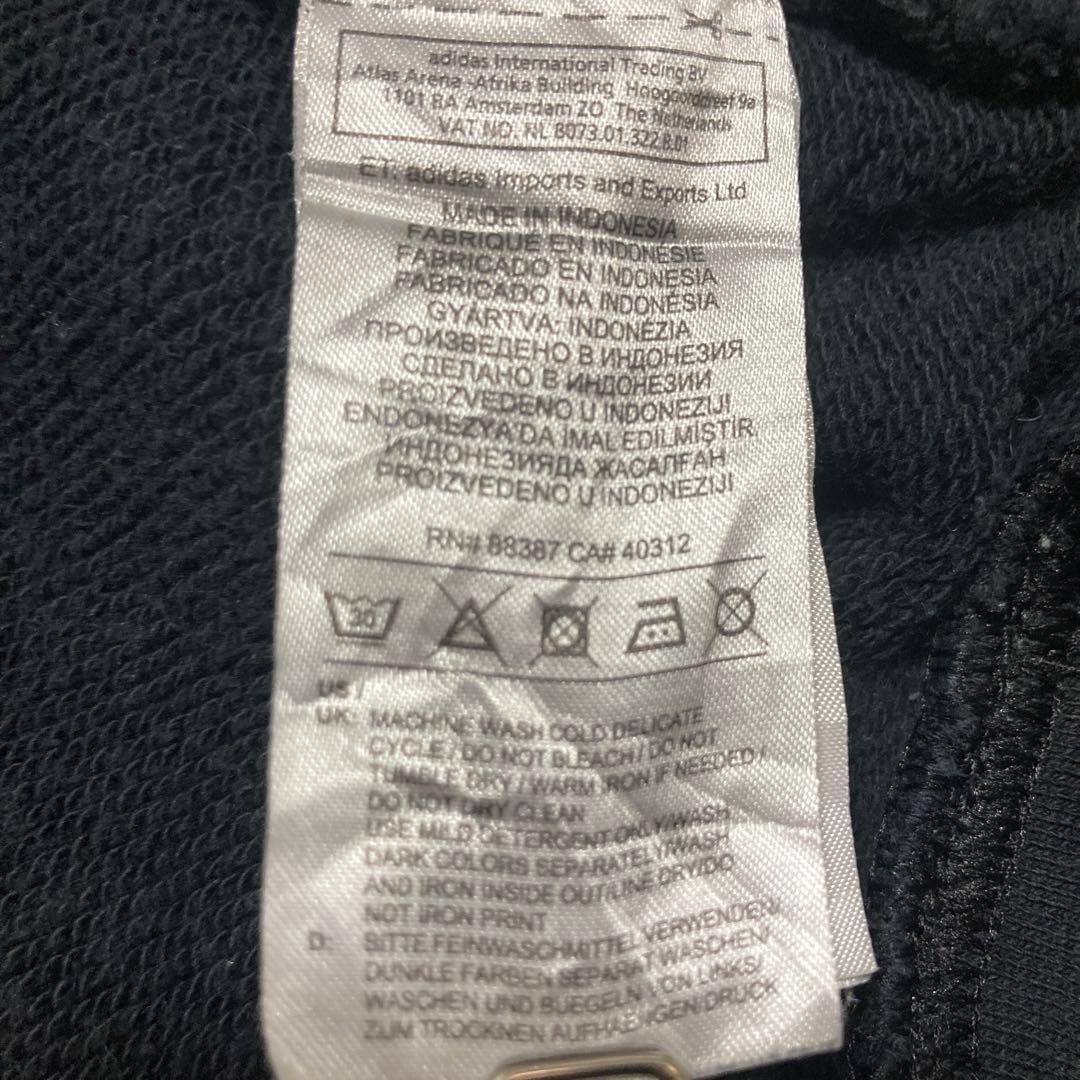 adidas International Trading BV
Atlas Arena -Afrika Building Hoogoorddreef 9a
1101 BA Amsterdam ZO, The Netherlands
VAT NO. NL 8073.01.322.B.01
ET: adidas Imports and Exports Ltd
MADE IN INDONESIA
FABRIQUE EN INDONESIE
FABRICADO EN INDONESIA
FABRICADO NA INDONESIA
GYÁRTVA: INDONEZIA
ПРОИЗВЕДЕНО В ИНДОНЕЗИЯ
СДЕЛАНО В ИНДОНЕЗИИ
PROIZVEDENO U INDONEZIJI
ENDONEZYA'DA IMAL EDILMISTIR
ИНДОНЕЗИЯДА ЖАСАЛҒАН
PROIZVEDENO U INDONEZIJI
RN# 88387 CA# 40312
30
US /
UK: MACHINE WASH COLD DELICATE
CYCLE / DO NOT BLEACH / DO NOT
TUMBLE DRY / WARM IRON IF NEEDED /
DO NOT DRY CLEAN
USE MILD DETERGENT ONLY/WASH
DARK COLORS SEPARATELY/WASH
AND IRON INSIDE OUT/LINE DRY/DO
NOT IRON PRINT
D: BITTE FEINWASCHMITTEL VERWENDEN/
DUNKLE FARBEN SEPARAT WASCHEN/
WASCHEN UND BUEGELN VON LINKS/
ZUM TROCKNEN AUFHAENGEN/DRUCK